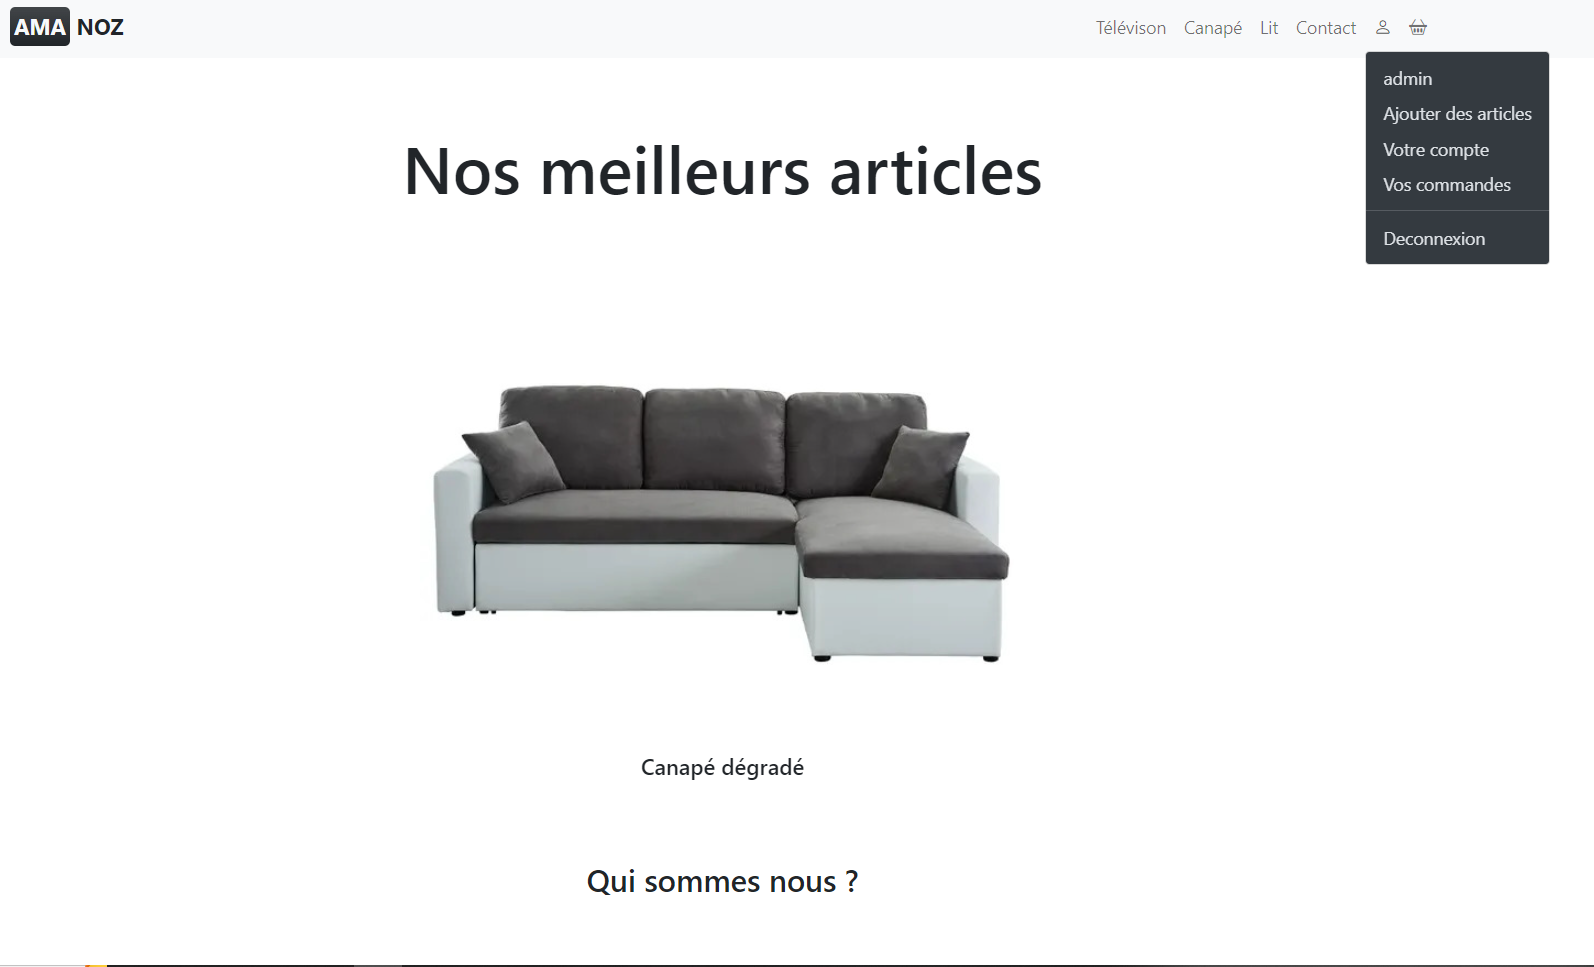 AMA NOZ
Télévison Canapé Lit Contact
admin
Ajouter des articles
Votre compte
Vos commandes
Deconnexion
Nos meilleurs articles
Canapé dégradé
Qui sommes nous ?